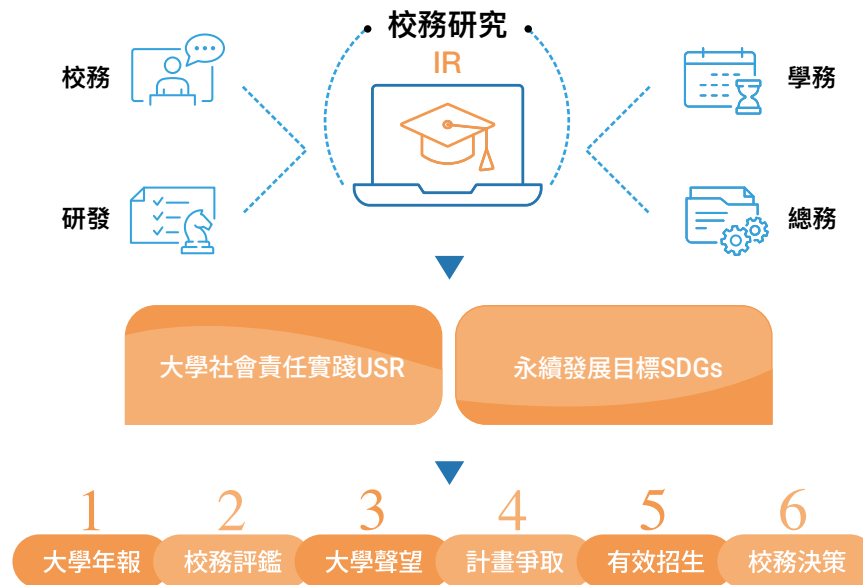 校務研究
IR
校務
學務
研發
總務
大學社會責任實踐USR
永續發展目標SDGs
1
2
3
4
5
6
大學年報
校務評鑑
大學聲望
計畫爭取
有效招生
校務決策